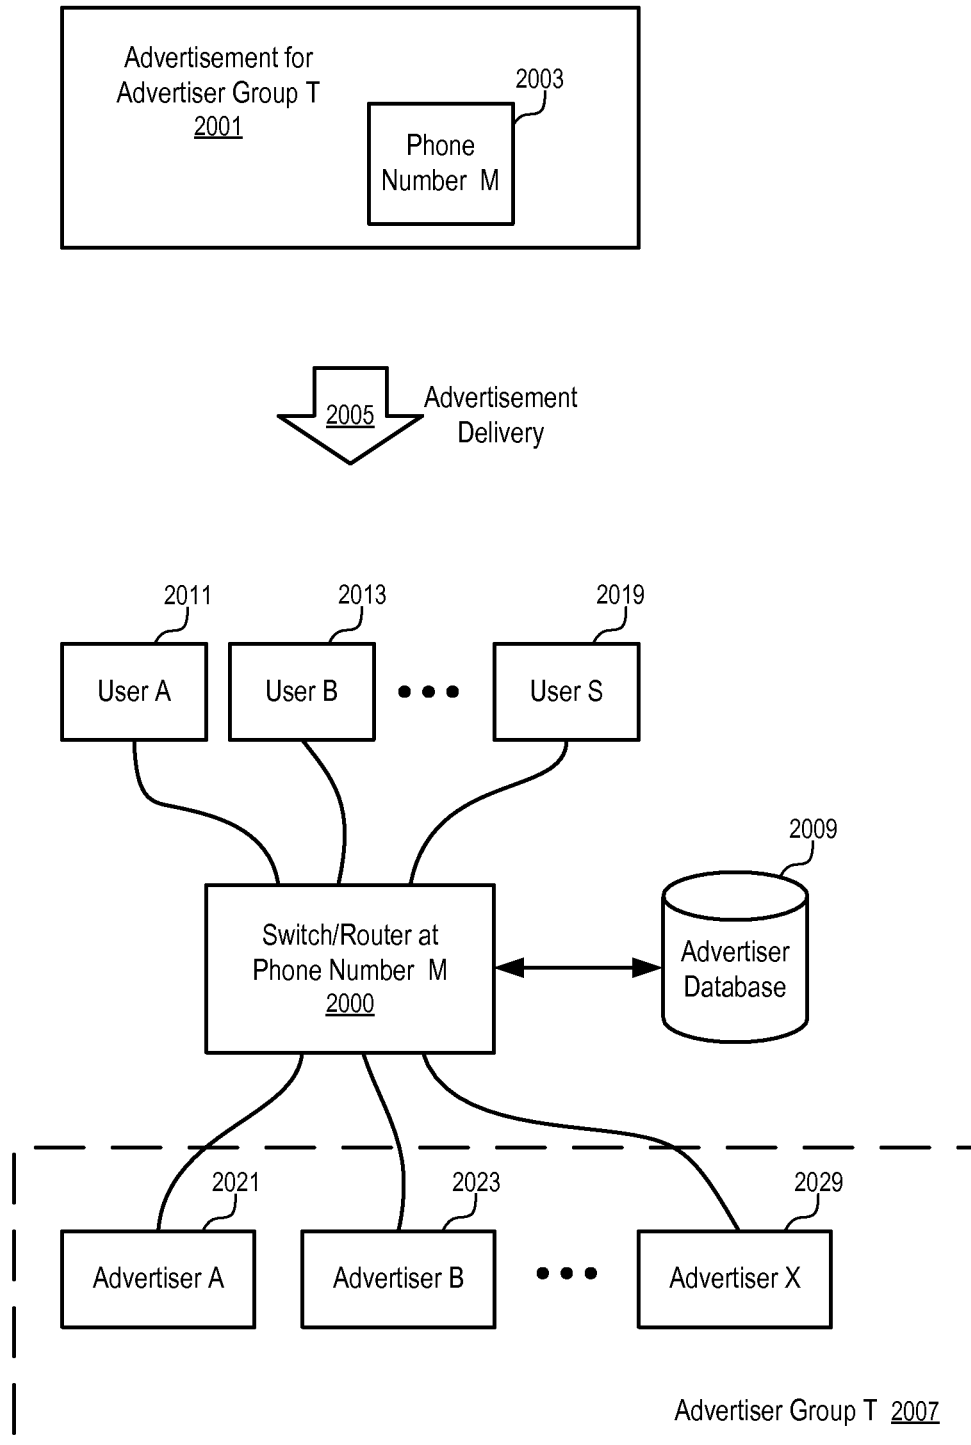 Advertisement for
Advertiser Group T
2001
2003
Phone
Number M
2005
Advertisement
Delivery
2011
2013
2019
User A
User B
User S
2009
Switch/Router at
Phone Number M
2000
Advertiser
Database
2021
2023
2029
Advertiser A
Advertiser B
Advertiser X
Advertiser Group T 2007